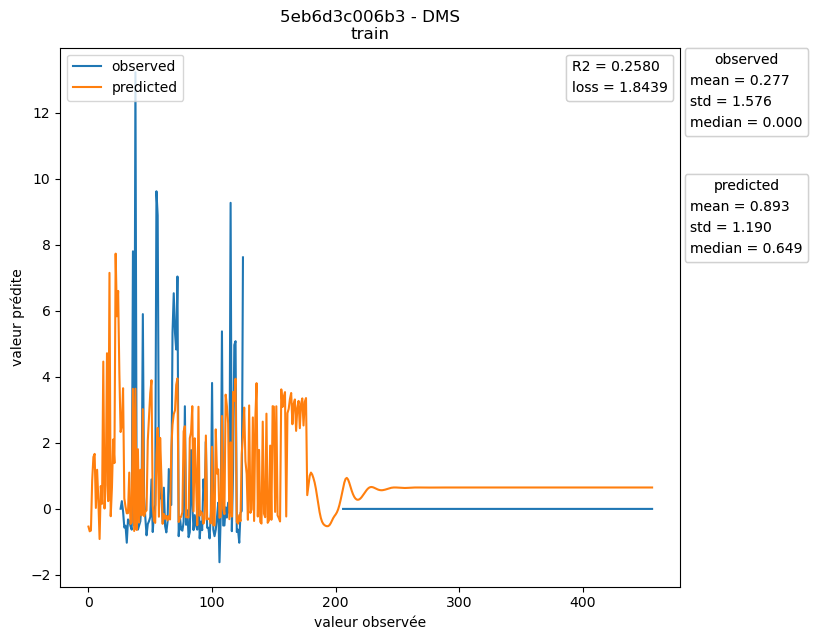 5eb6d3c006b3 - DMS
train
observed
predicted
R2 = 0.2580
loss = 1.8439
observed
mean = 0.277
std = 1.576
median = 0.000
predicted
mean = 0.893
std = 1.190
median = 0.649
valeur prédite
12
10
8
6
4
2
0
−2
0
100
200
300
400
valeur observée